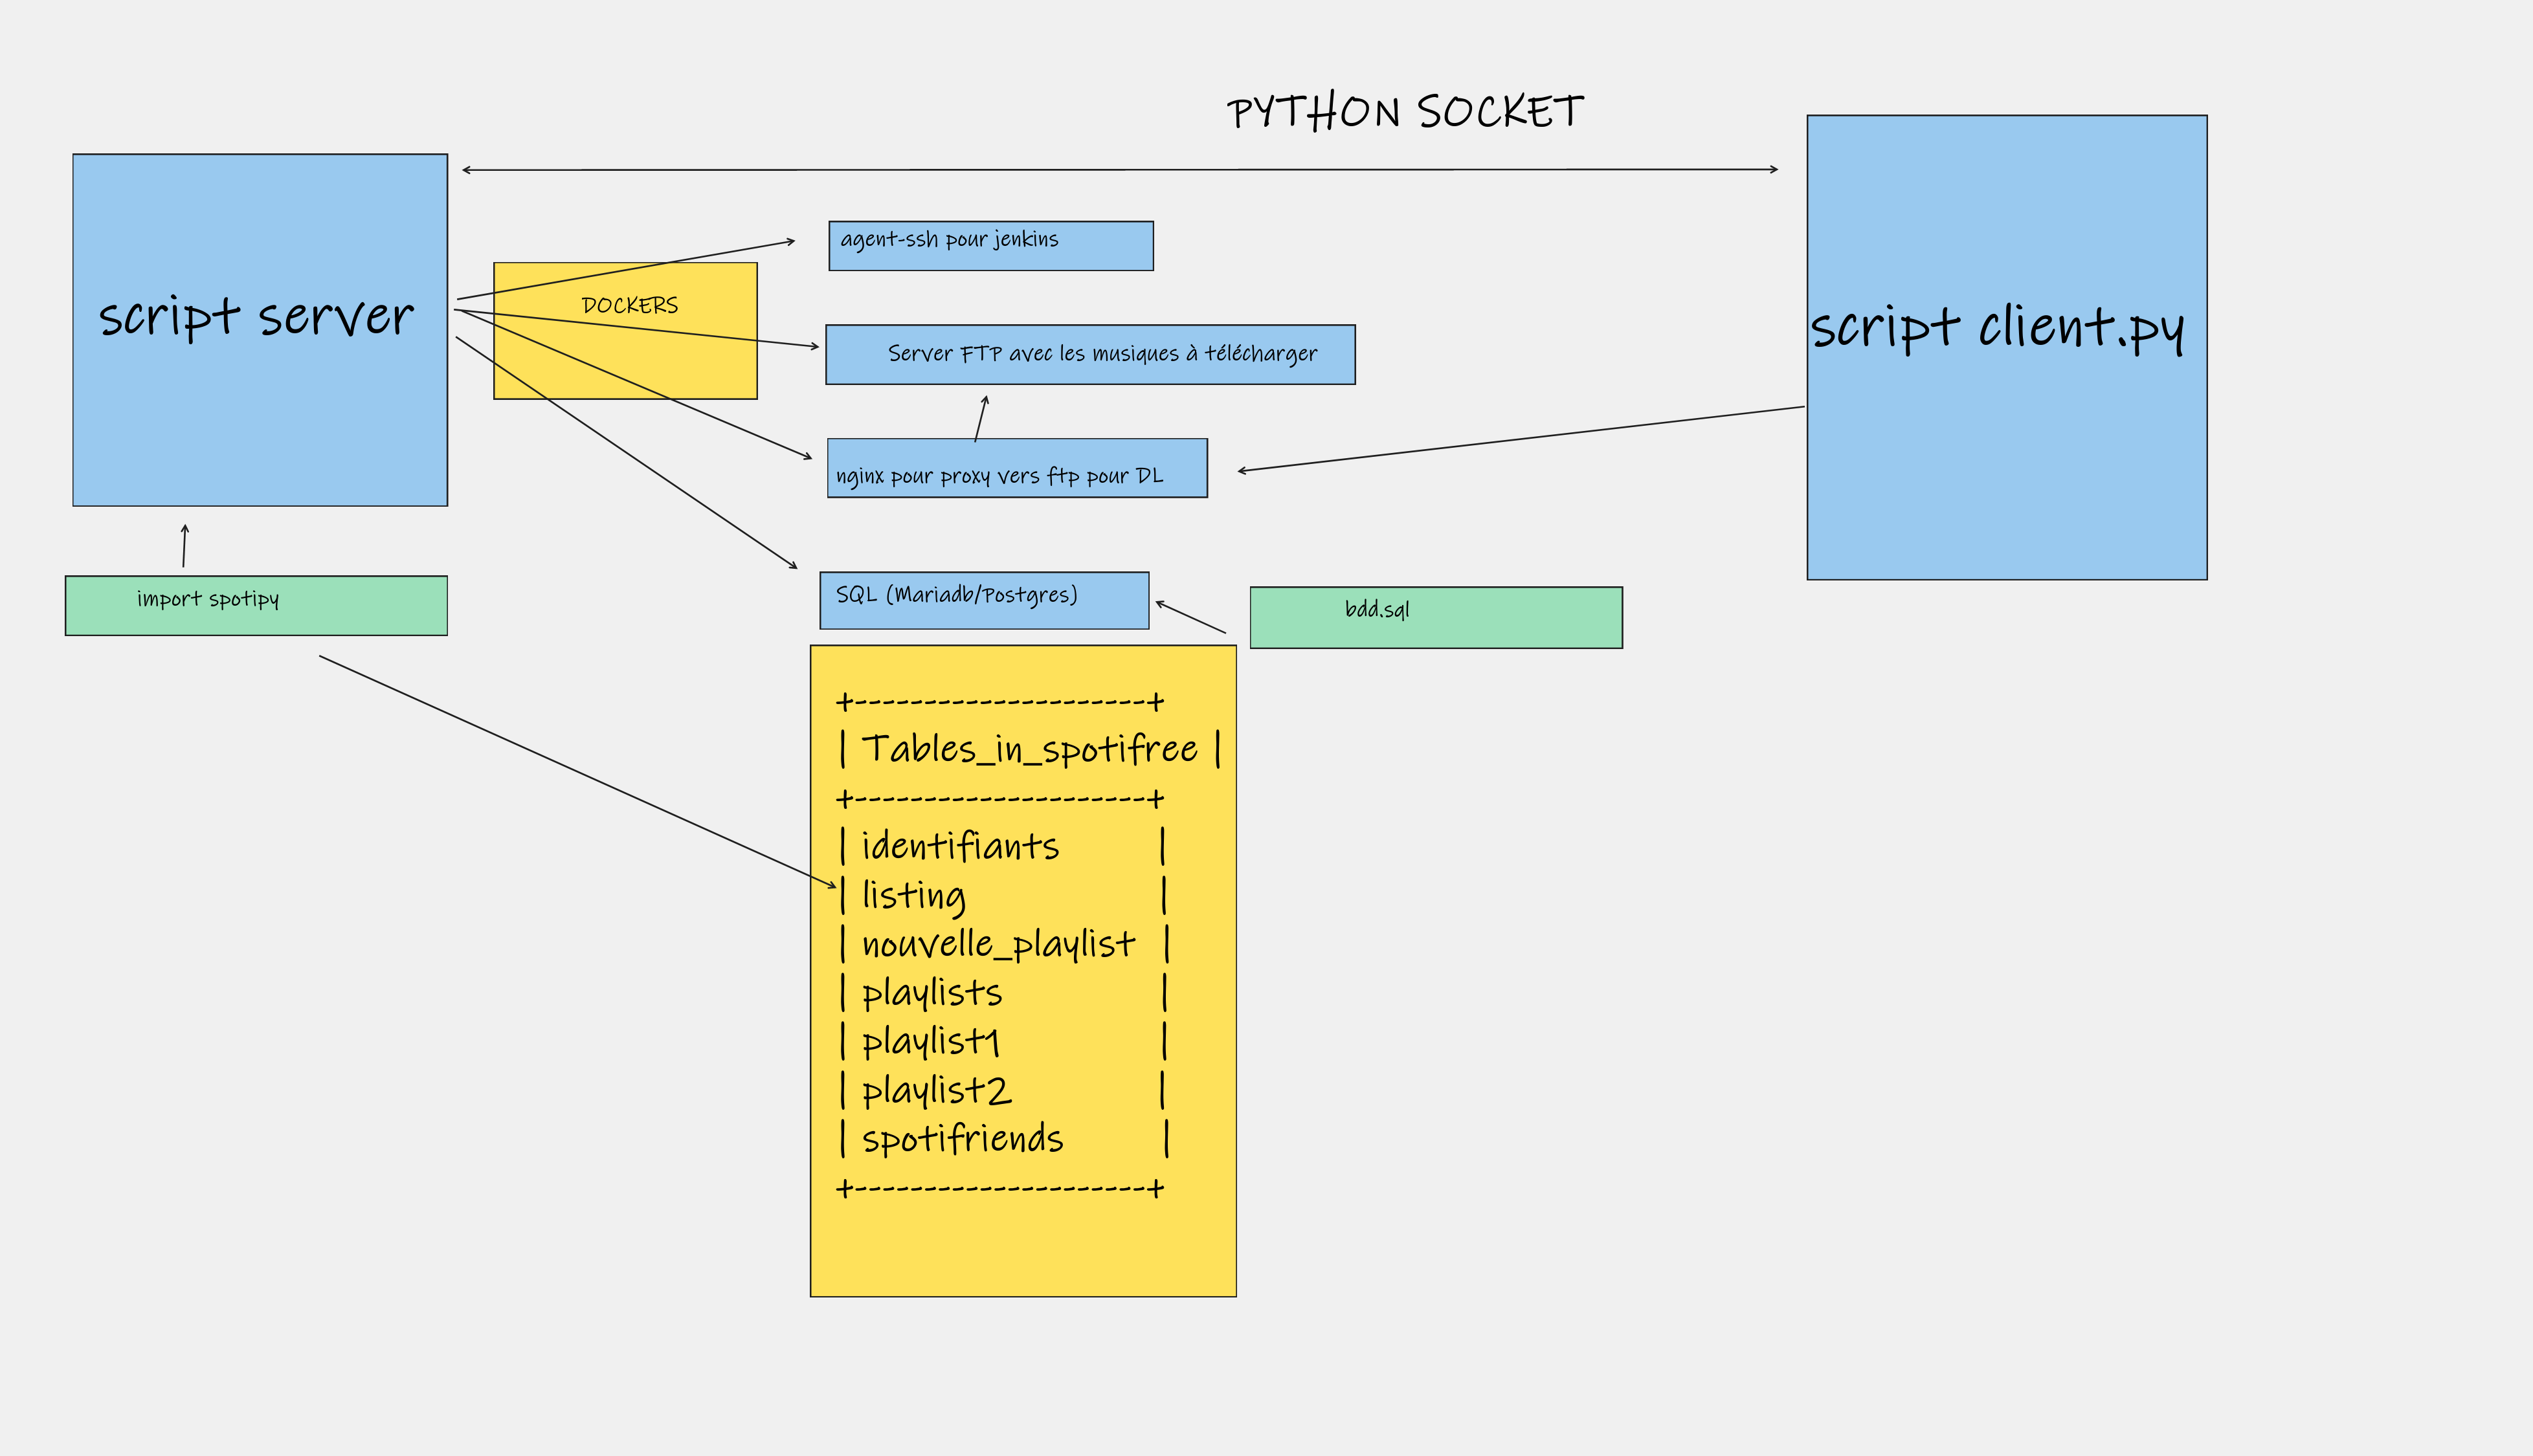 PYTHON SOCKET
script server
agent-ssh pour jenkins
DOCKERS
Server FTP avec les musiques à télécharger
script client.py
nginx pour proxy vers ftp pour DL
import spotipy
SQL (Mariadb/Postgres)
bdd.sql
+---------------------+
| Tables_in_spotifree |
+---------------------+
| identifiants |
| listing |
| nouvelle_playlist |
| playlists |
| playlist1 |
| playlist2 |
| spotifriends |
+---------------------+